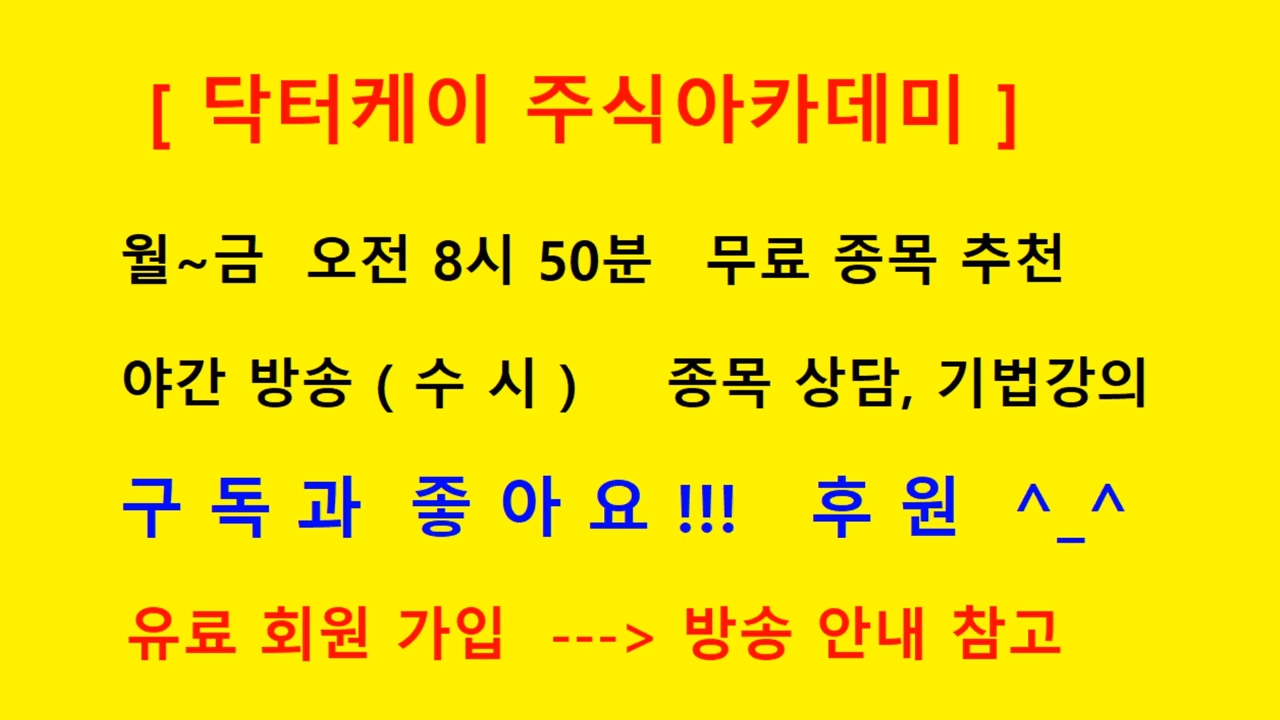 [ 닥터케이 주식아카데미 ]
월~금 오전 8시 50분 무료 종목 추천
야간 방송 ( 수 시 ) 종목 상담, 기법강의
구 독 과 좋 아 요 !!! 후 원 ^_^
유료 회원 가입 ---> 방송 안내 참고